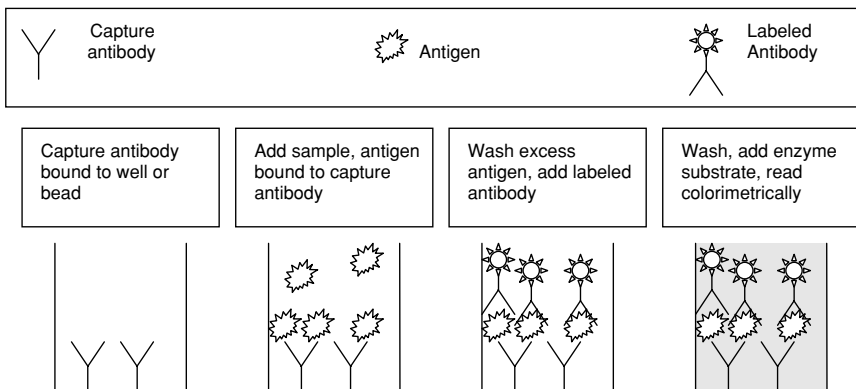 Capture
antibody
Antigen
Labeled
Antibody
Capture antibody
bound to well or
bead
Add sample, antigen
bound to capture
antibody
Wash excess
antigen, add labeled
antibody
Wash, add enzyme
substrate, read
colorimetrically